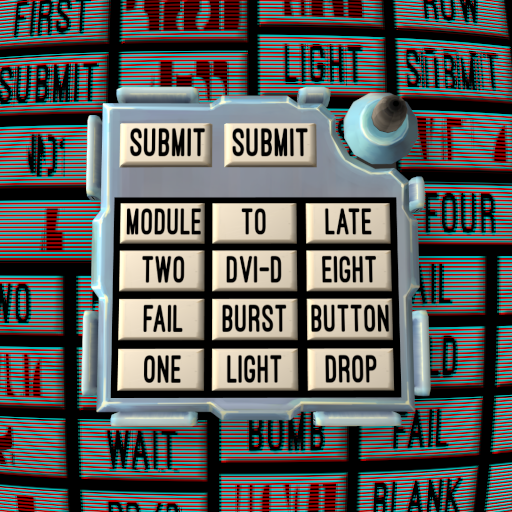 FIRST
ROW
LIGHT
SUBMIT
SUBMIT
SUBMIT SUBMIT
MODULE TO LATE
FOUR
TWO DVI-D EIGHT
FAIL BURST BUTTON
ONE LIGHT DROP
WAIT BOMB FAIL
BLANK